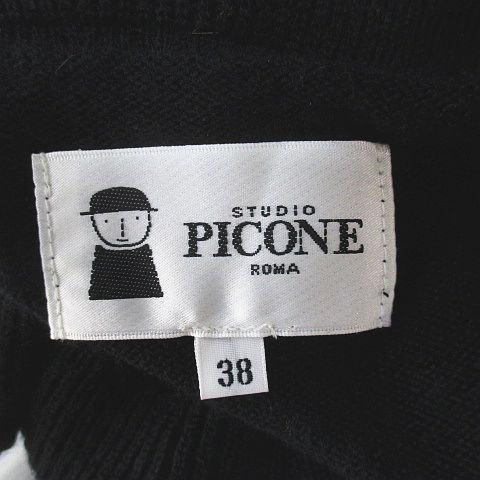 STUDIO
PICONE
ROMA
38